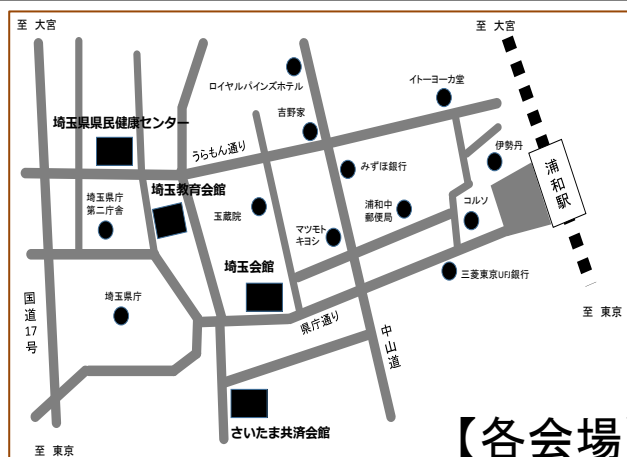 至 大宮
至 大宮
ロイヤルパインズホテル
イトーヨーカ堂
吉野家
埼玉県県民健康センター
うらもん通り
みずほ銀行
伊勢丹
浦和駅
埼玉教育会館
埼玉県庁
第二庁舎
玉蔵院
浦和中
郵便局
コルソ
マツモト
キヨシ
埼玉会館
三菱東京UFJ銀行
国道17号
埼玉県庁
県庁通り
中山道
至 東京
さいたま共済会館
【各会場
至 東京